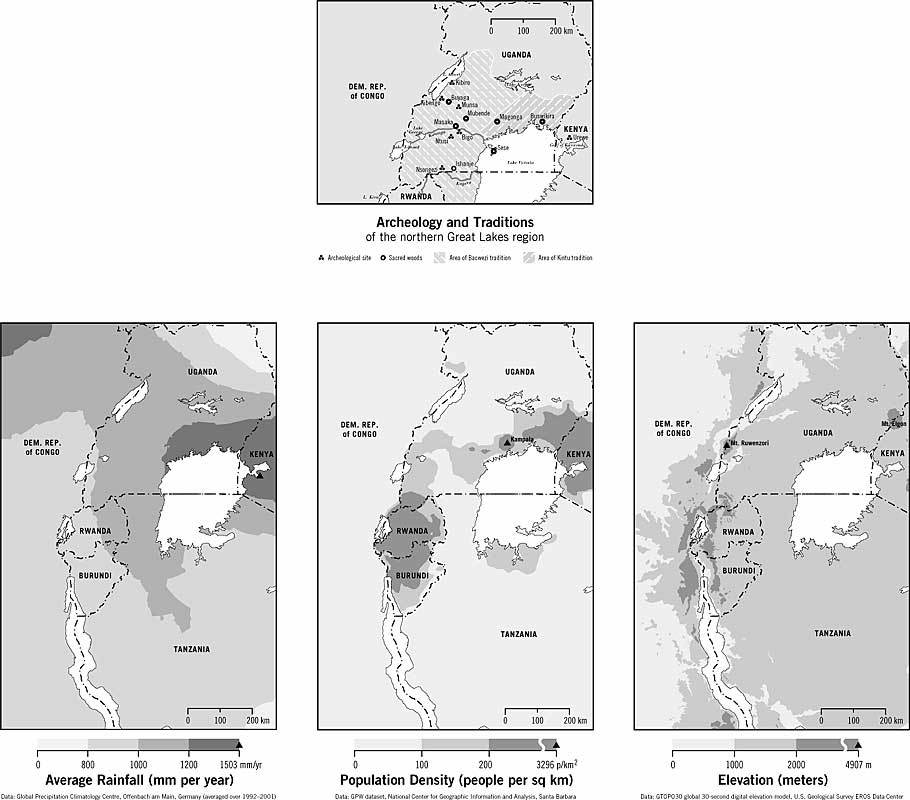 0 100 200 km
UGANDA
DEM. REP.
of CONGO
Kibiro
Kibengo
Buyaga
Munsa
Mubende
Masaka
Magonga
Busimbira
KENYA
Urewe
Ntusi
Bigo
Sese
Lake Victoria
Nsongezi
Ishanje
Kagera
RWANDA
L. Kivu
Archeology and Traditions
of the northern Great Lakes region
Archeological site
Sacred woods
Area of Bacwezi tradition
Area of Kintu tradition
UGANDA
DEM. REP.
of CONGO
KENYA
RWANDA
BURUNDI
TANZANIA
0 100 200 km
0 800 1000 1200 1503 mm/yr
Average Rainfall (mm per year)
Data: Global Precipitation Climatology Centre, Offenbach am Main, Germany (averaged over 1992–2001)
UGANDA
DEM. REP.
of CONGO
Kampala
KENYA
RWANDA
BURUNDI
TANZANIA
0 100 200 km
0 100 200 3296 p/km²
Population Density (people per sq km)
Data: GPW dataset, National Center for Geographic Information and Analysis, Santa Barbara
DEM. REP.
of CONGO
UGANDA
Mt. Elgon
Mt. Ruwenzori
KENYA
RWANDA
BURUNDI
TANZANIA
0 100 200 km
0 1000 2000 4907 m
Elevation (meters)
Data: GTOPO30 global 30-second digital elevation model, U.S. Geological Survey EROS Data Center